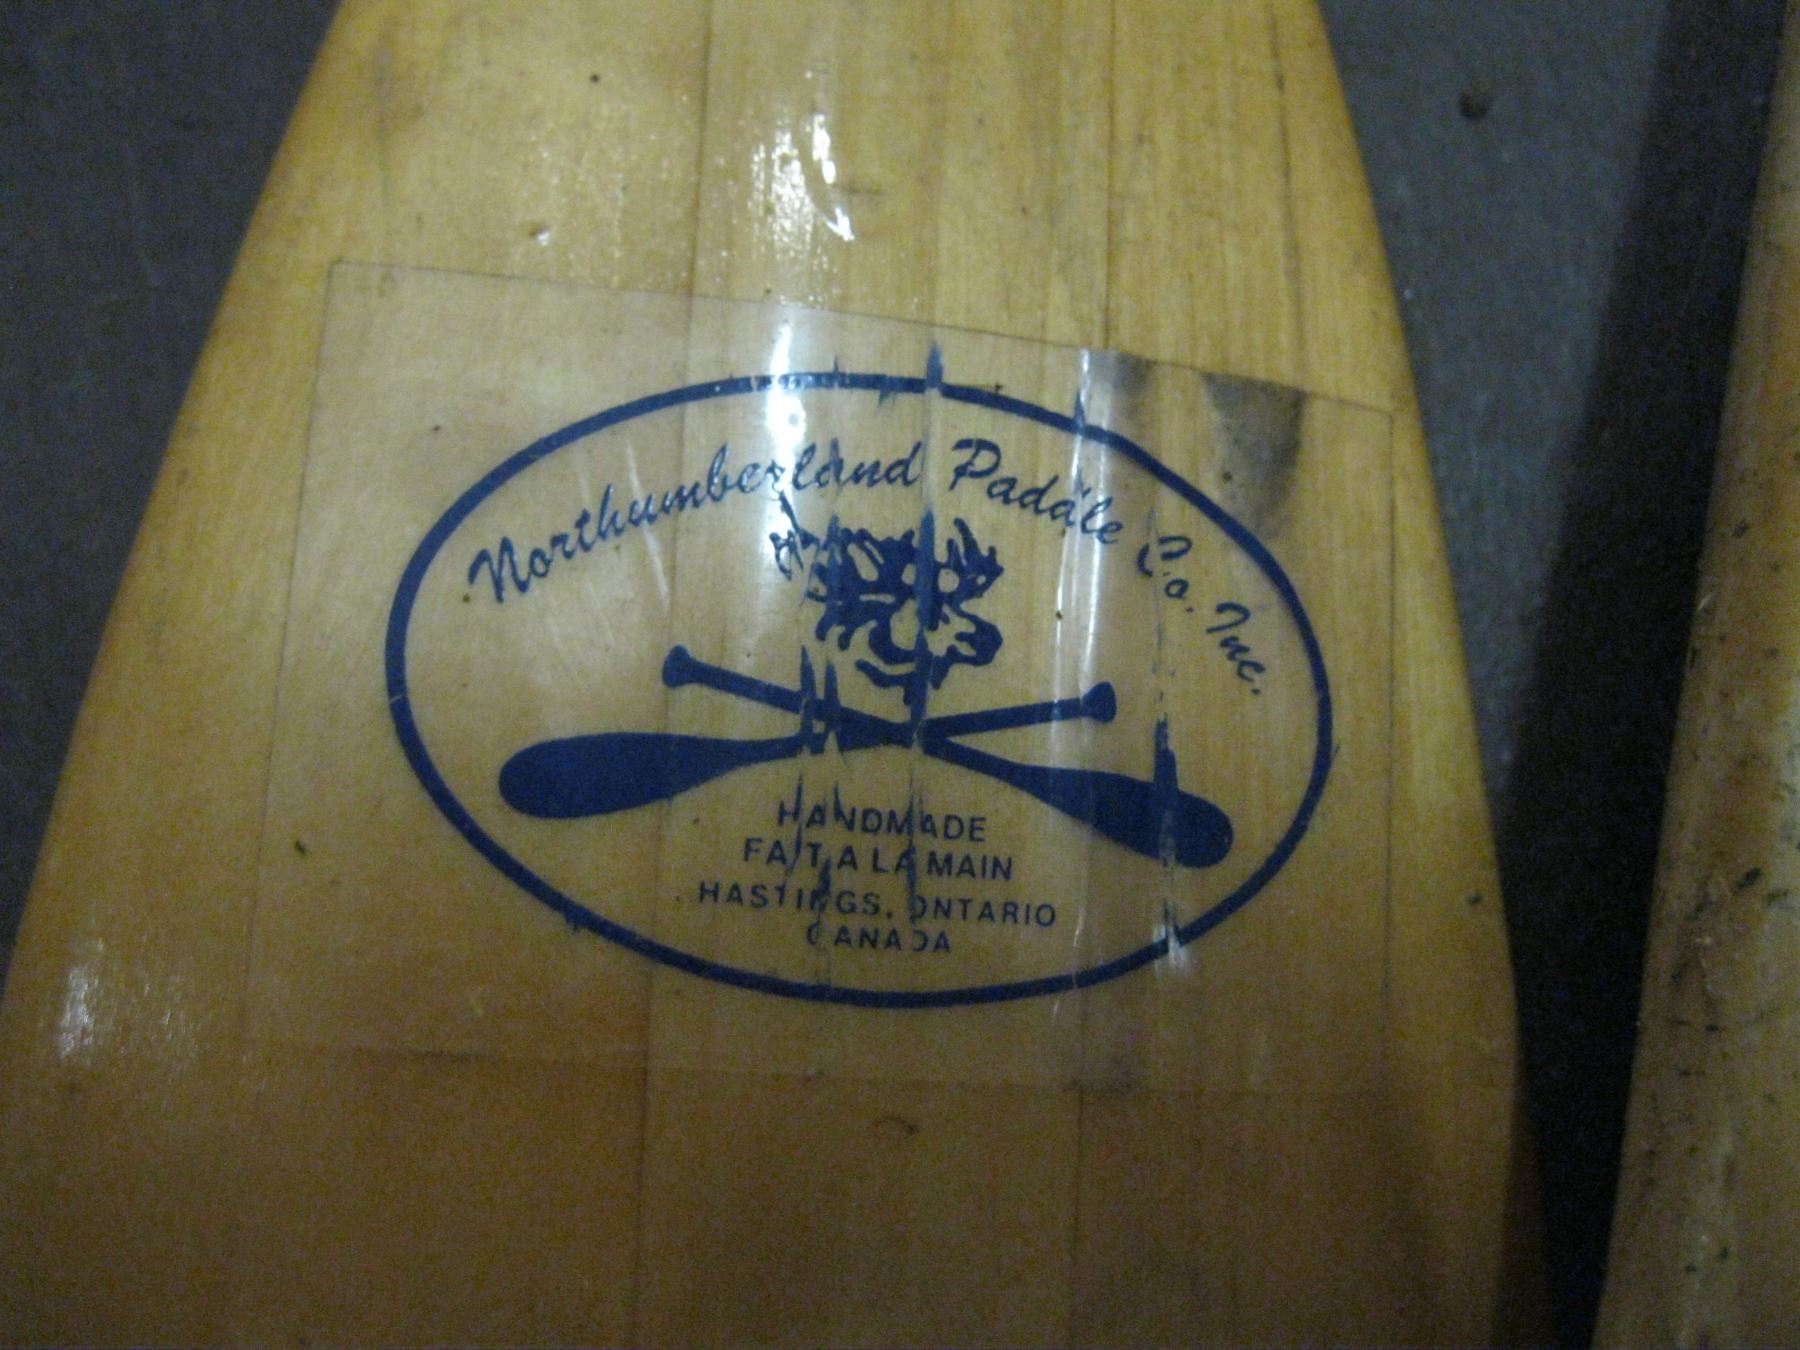 Northumberland Paddle Co. Inc.
HANDMADE
FAIT A LA MAIN
HASTINGS, ONTARIO
CANADA